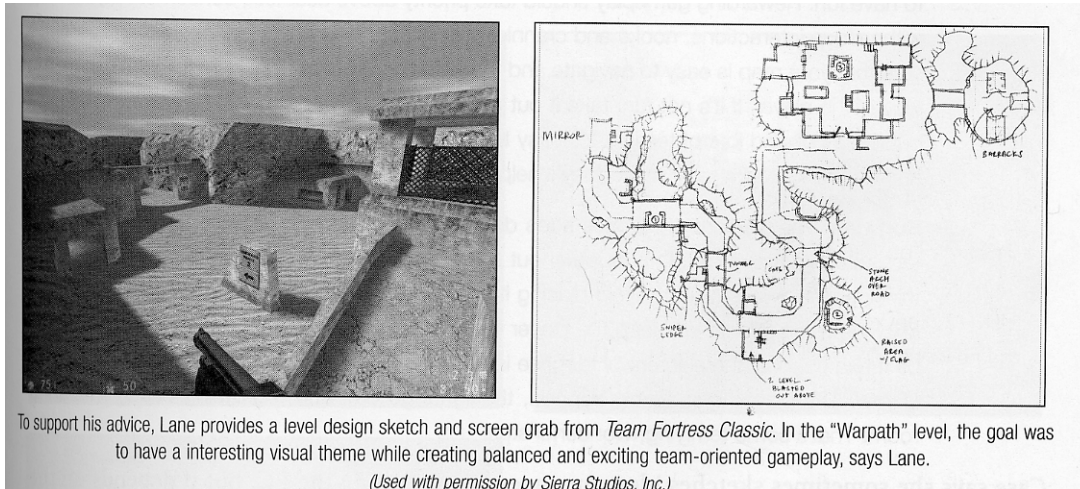 75
50
MIRROR
BARRACKS
TUNNEL
CAVE
STONE
ARCH
OVER
ROAD
SNIPER
LEDGE
RAISED
AREA
W/ FLAG
2 LEVEL –
BLASTED
OUT ABOVE
To support his advice, Lane provides a level design sketch and screen grab from Team Fortress Classic. In the “Warpath” level, the goal was
to have a interesting visual theme while creating balanced and exciting team-oriented gameplay, says Lane.
(Used with permission by Sierra Studios, Inc.)